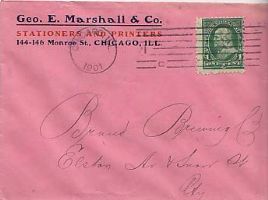 Geo. E. Marshall & Co.
STATIONERS AND PRINTERS
144-146 Monroe St., CHICAGO, ILL.
1901
Brand Brewing Co
Elston Av & Snow St
City